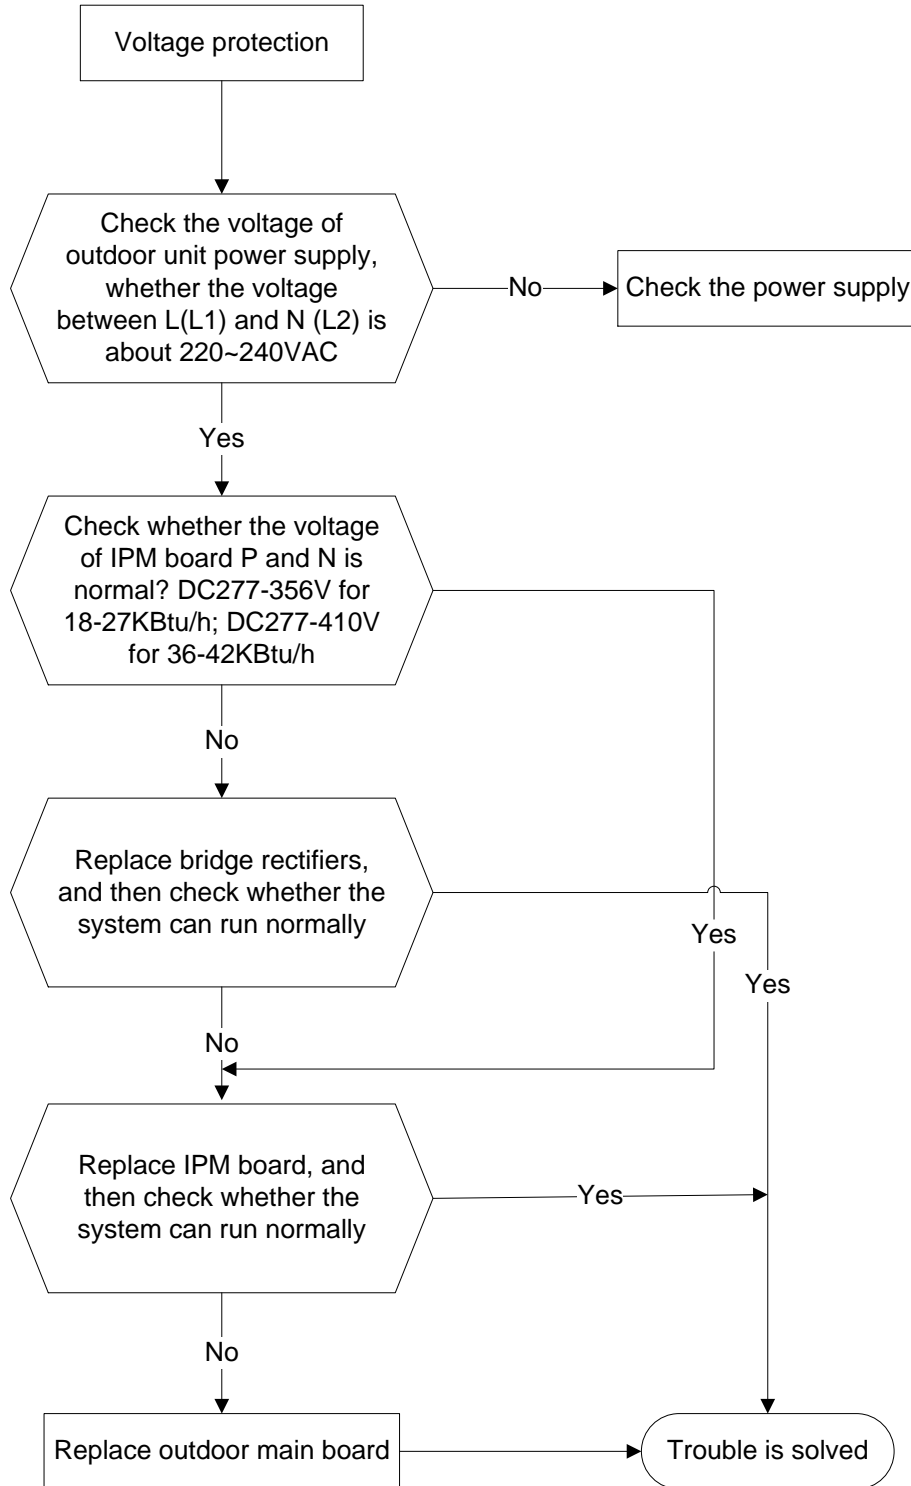 Voltage protection
Check the voltage of
outdoor unit power supply,
whether the voltage
between L(L1) and N (L2) is
about 220~240VAC
No
Check the power supply
Yes
Check whether the voltage
of IPM board P and N is
normal? DC277-356V for
18-27KBtu/h; DC277-410V
for 36-42KBtu/h
No
Replace bridge rectifiers,
and then check whether the
system can run normally
Yes
Yes
No
Replace IPM board, and
then check whether the
system can run normally
Yes
No
Replace outdoor main board
Trouble is solved